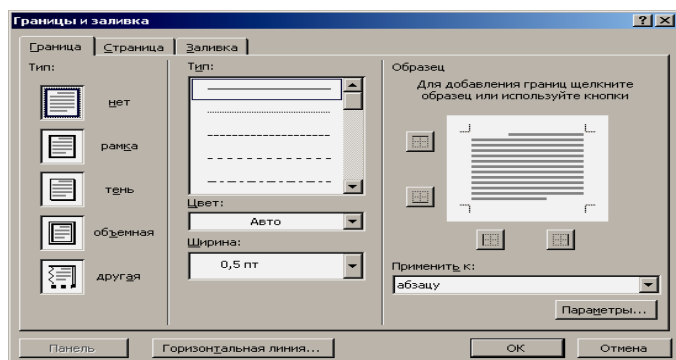 Границы и заливка
Граница
Страница
Заливка
Тип:
нет
рамка
тень
объемная
другая
Тип:
Цвет:
Авто
Ширина:
0,5 пт
Образец
Для добавления границ щелкните
образец или используйте кнопки
Применить к:
абзацу
Параметры...
Панель
Горизонтальная линия...
ОК
Отмена